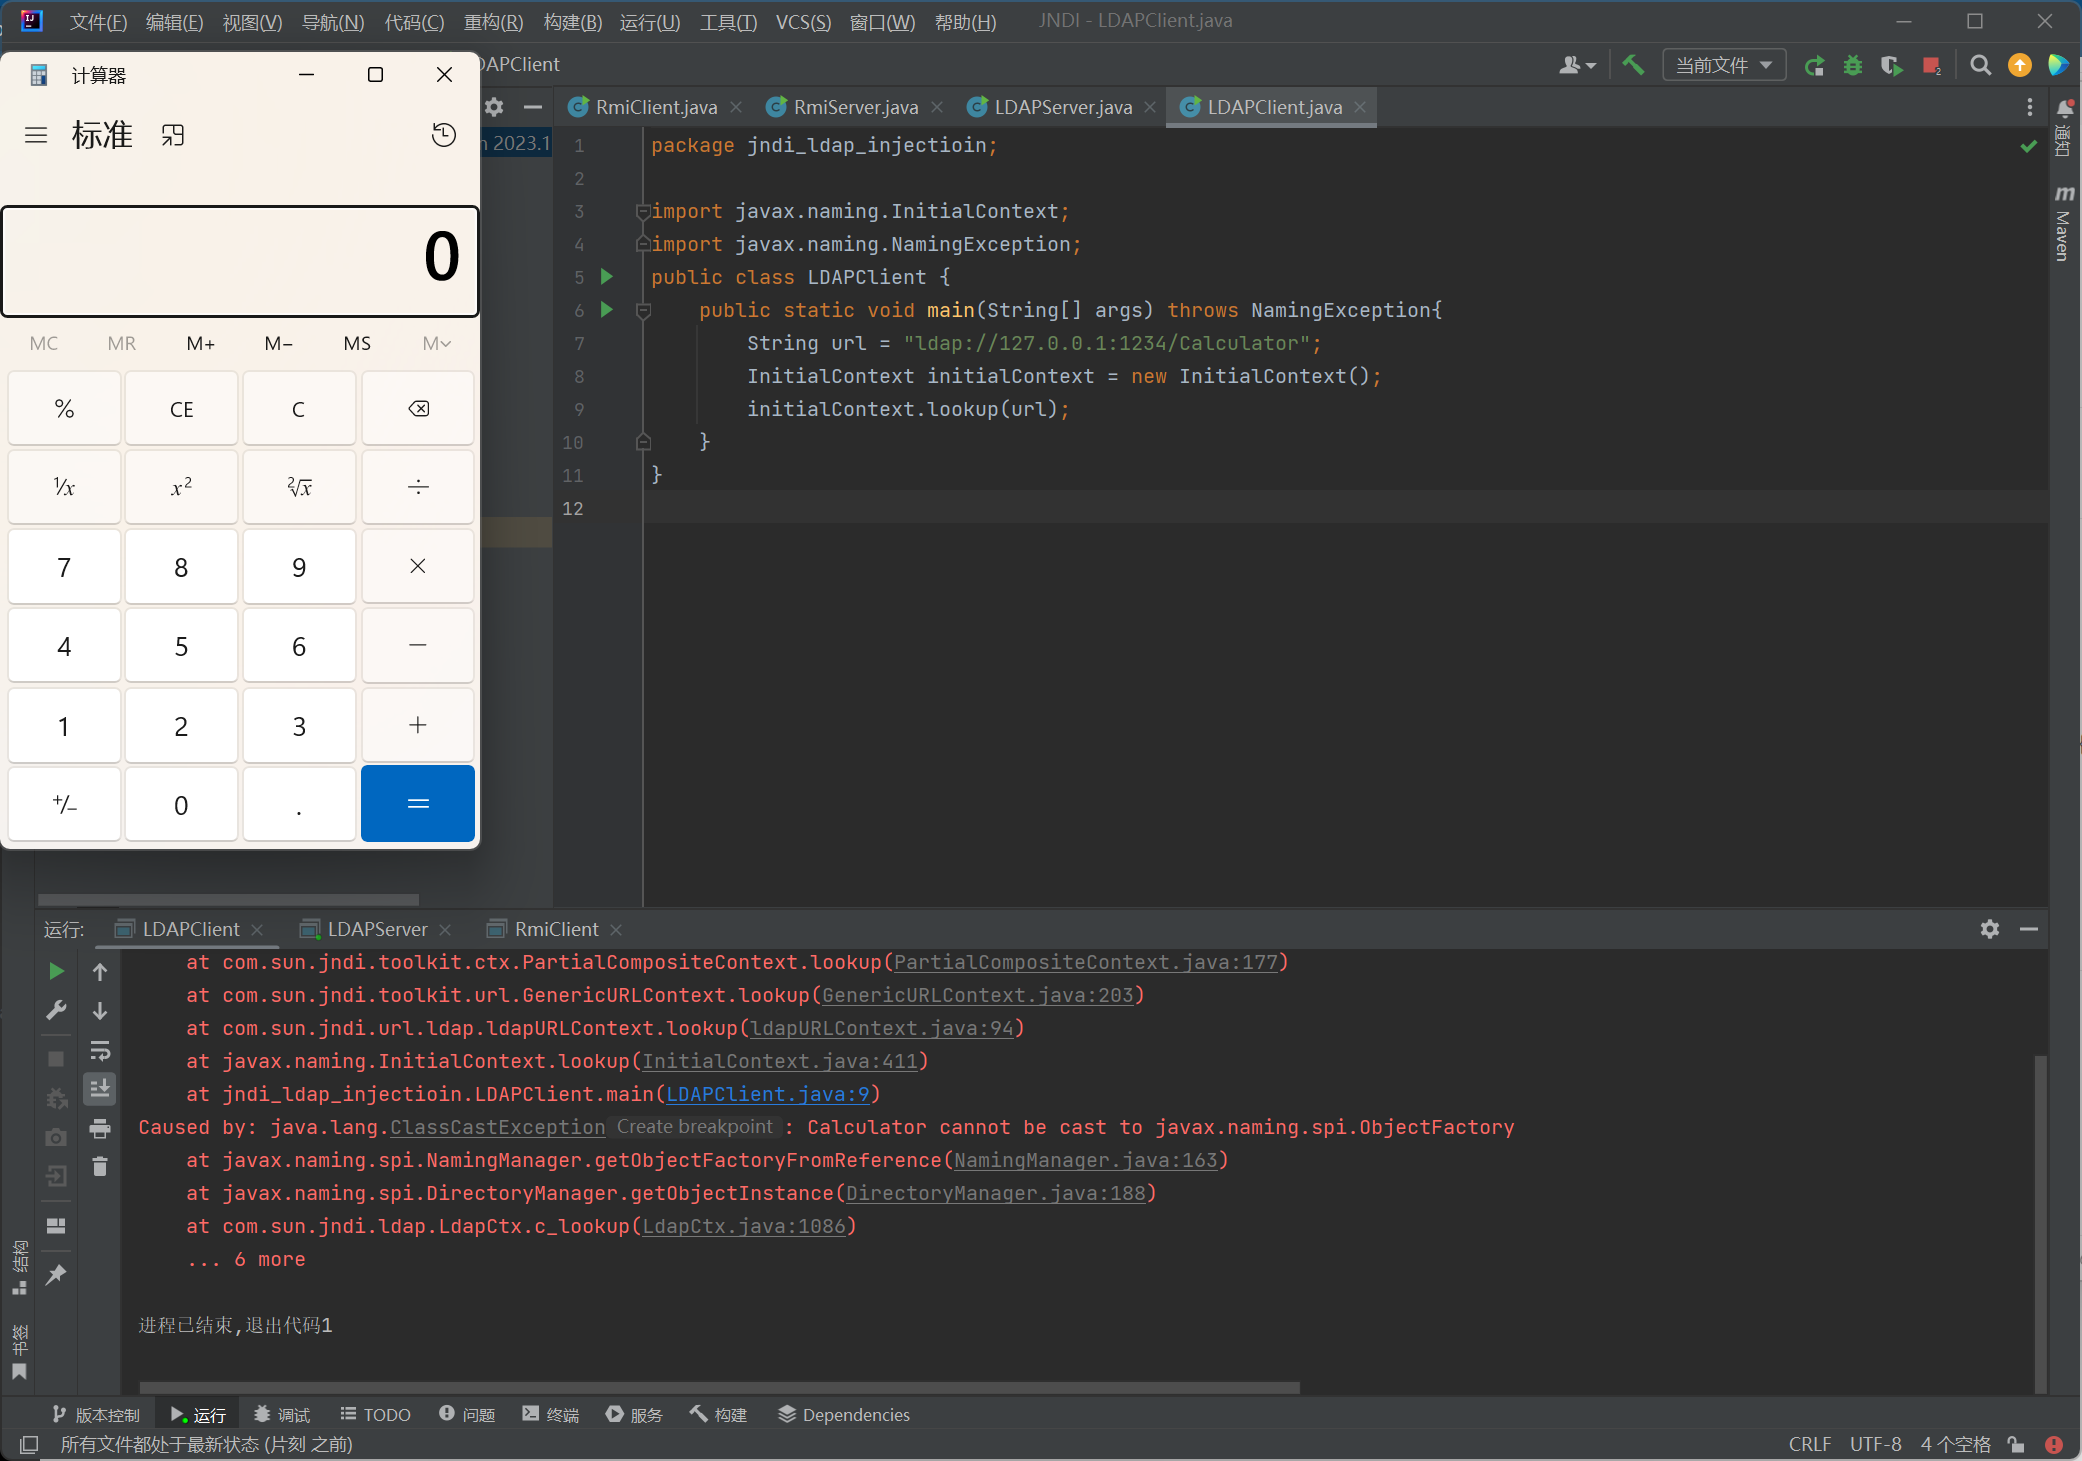 文件(F) 编辑(E) 视图(V) 导航(N) 代码(C) 重构(R) 构建(B) 运行(U) 工具(T) VCS(S) 窗口(W) 帮助(H) JNDI - LDAPClient.java
DAPClient
当前文件
计算器
标准
0
MC MR M+ M− MS M
% CE C
¹/x x² ²√x ÷
7 8 9 ×
4 5 6 −
1 2 3 +
+/− 0 . =
n 2023.1
RmiClient.java RmiServer.java LDAPServer.java LDAPClient.java
1 package jndi_ldap_injectioin;
2
3 import javax.naming.InitialContext;
4 import javax.naming.NamingException;
5 public class LDAPClient {
6 public static void main(String[] args) throws NamingException{
7 String url = "ldap://127.0.0.1:1234/Calculator";
8 InitialContext initialContext = new InitialContext();
9 initialContext.lookup(url);
10 }
11 }
12
通知
m Maven
运行: LDAPClient LDAPServer RmiClient
at com.sun.jndi.toolkit.ctx.PartialCompositeContext.lookup(PartialCompositeContext.java:177)
at com.sun.jndi.toolkit.url.GenericURLContext.lookup(GenericURLContext.java:203)
at com.sun.jndi.url.ldap.ldapURLContext.lookup(ldapURLContext.java:94)
at javax.naming.InitialContext.lookup(InitialContext.java:411)
at jndi_ldap_injectioin.LDAPClient.main(LDAPClient.java:9)
Caused by: java.lang.ClassCastException Create breakpoint : Calculator cannot be cast to javax.naming.spi.ObjectFactory
at javax.naming.spi.NamingManager.getObjectFactoryFromReference(NamingManager.java:163)
at javax.naming.spi.DirectoryManager.getObjectInstance(DirectoryManager.java:188)
at com.sun.jndi.ldap.LdapCtx.c_lookup(LdapCtx.java:1086)
... 6 more
进程已结束,退出代码1
结构
书签
版本控制 运行 调试 TODO 问题 终端 服务 构建 Dependencies
所有文件都处于最新状态 (片刻 之前) CRLF UTF-8 4 个空格